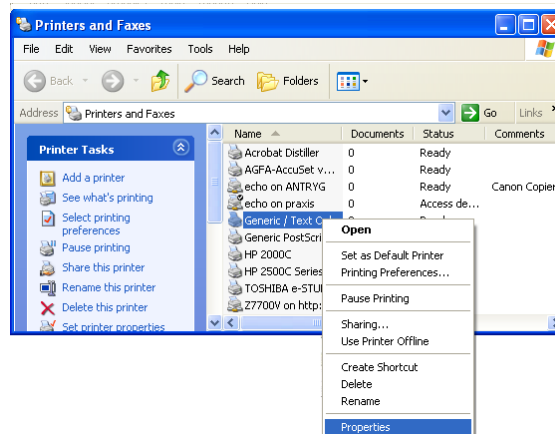 Printers and Faxes
File Edit View Favorites Tools Help
Back Search Folders
Address Printers and Faxes Go Links
Name Documents Status Comments
Printer Tasks
Add a printer
See what's printing
Select printing
preferences
Pause printing
Share this printer
Rename this printer
Delete this printer
Set printer properties
Acrobat Distiller 0 Ready
AGFA-AccuSet v... 0 Ready
echo on ANTRYG 0 Ready Canon Copier
echo on praxis 0 Access de...
Generic / Text
Generic PostScri
HP 2000C
HP 2500C Series
TOSHIBA e-STU
Z7700V on http:
Open
Set as Default Printer
Printing Preferences...
Pause Printing
Sharing...
Use Printer Offline
Create Shortcut
Delete
Rename
Properties